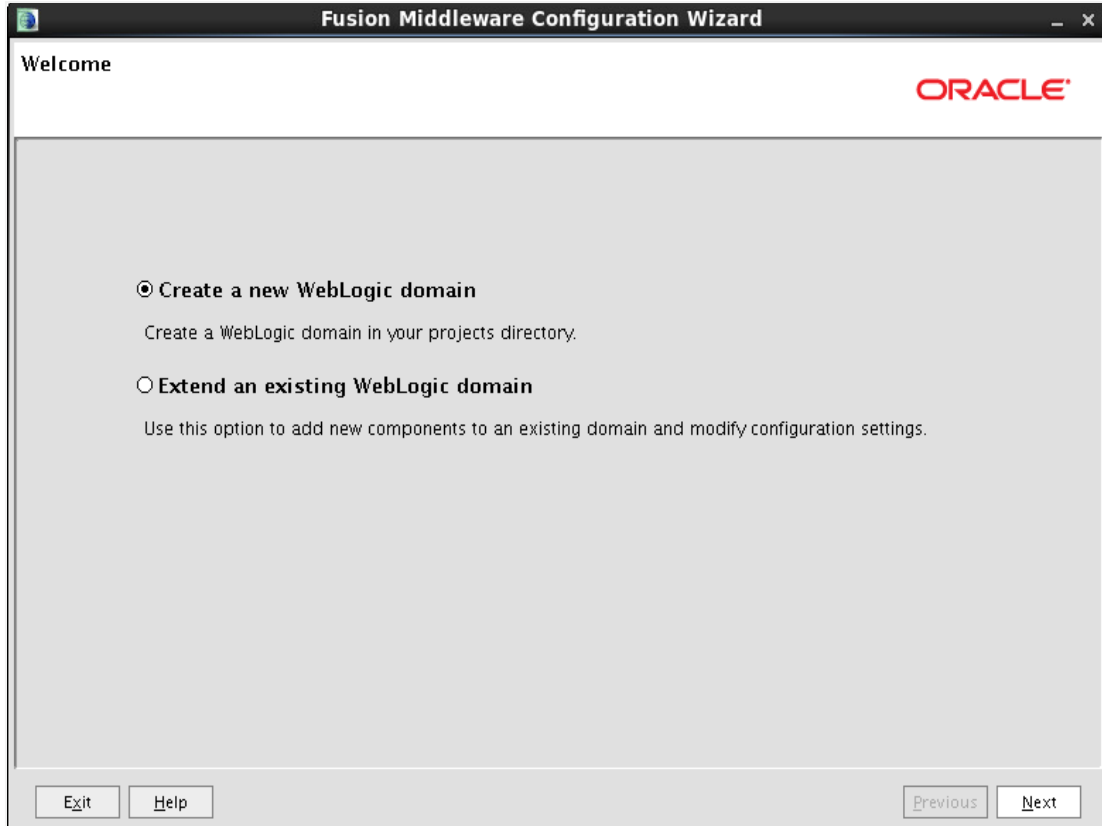 Fusion Middleware Configuration Wizard
Welcome
ORACLE
Create a new WebLogic domain
Create a WebLogic domain in your projects directory.
Extend an existing WebLogic domain
Use this option to add new components to an existing domain and modify configuration settings.
Exit Help Previous Next